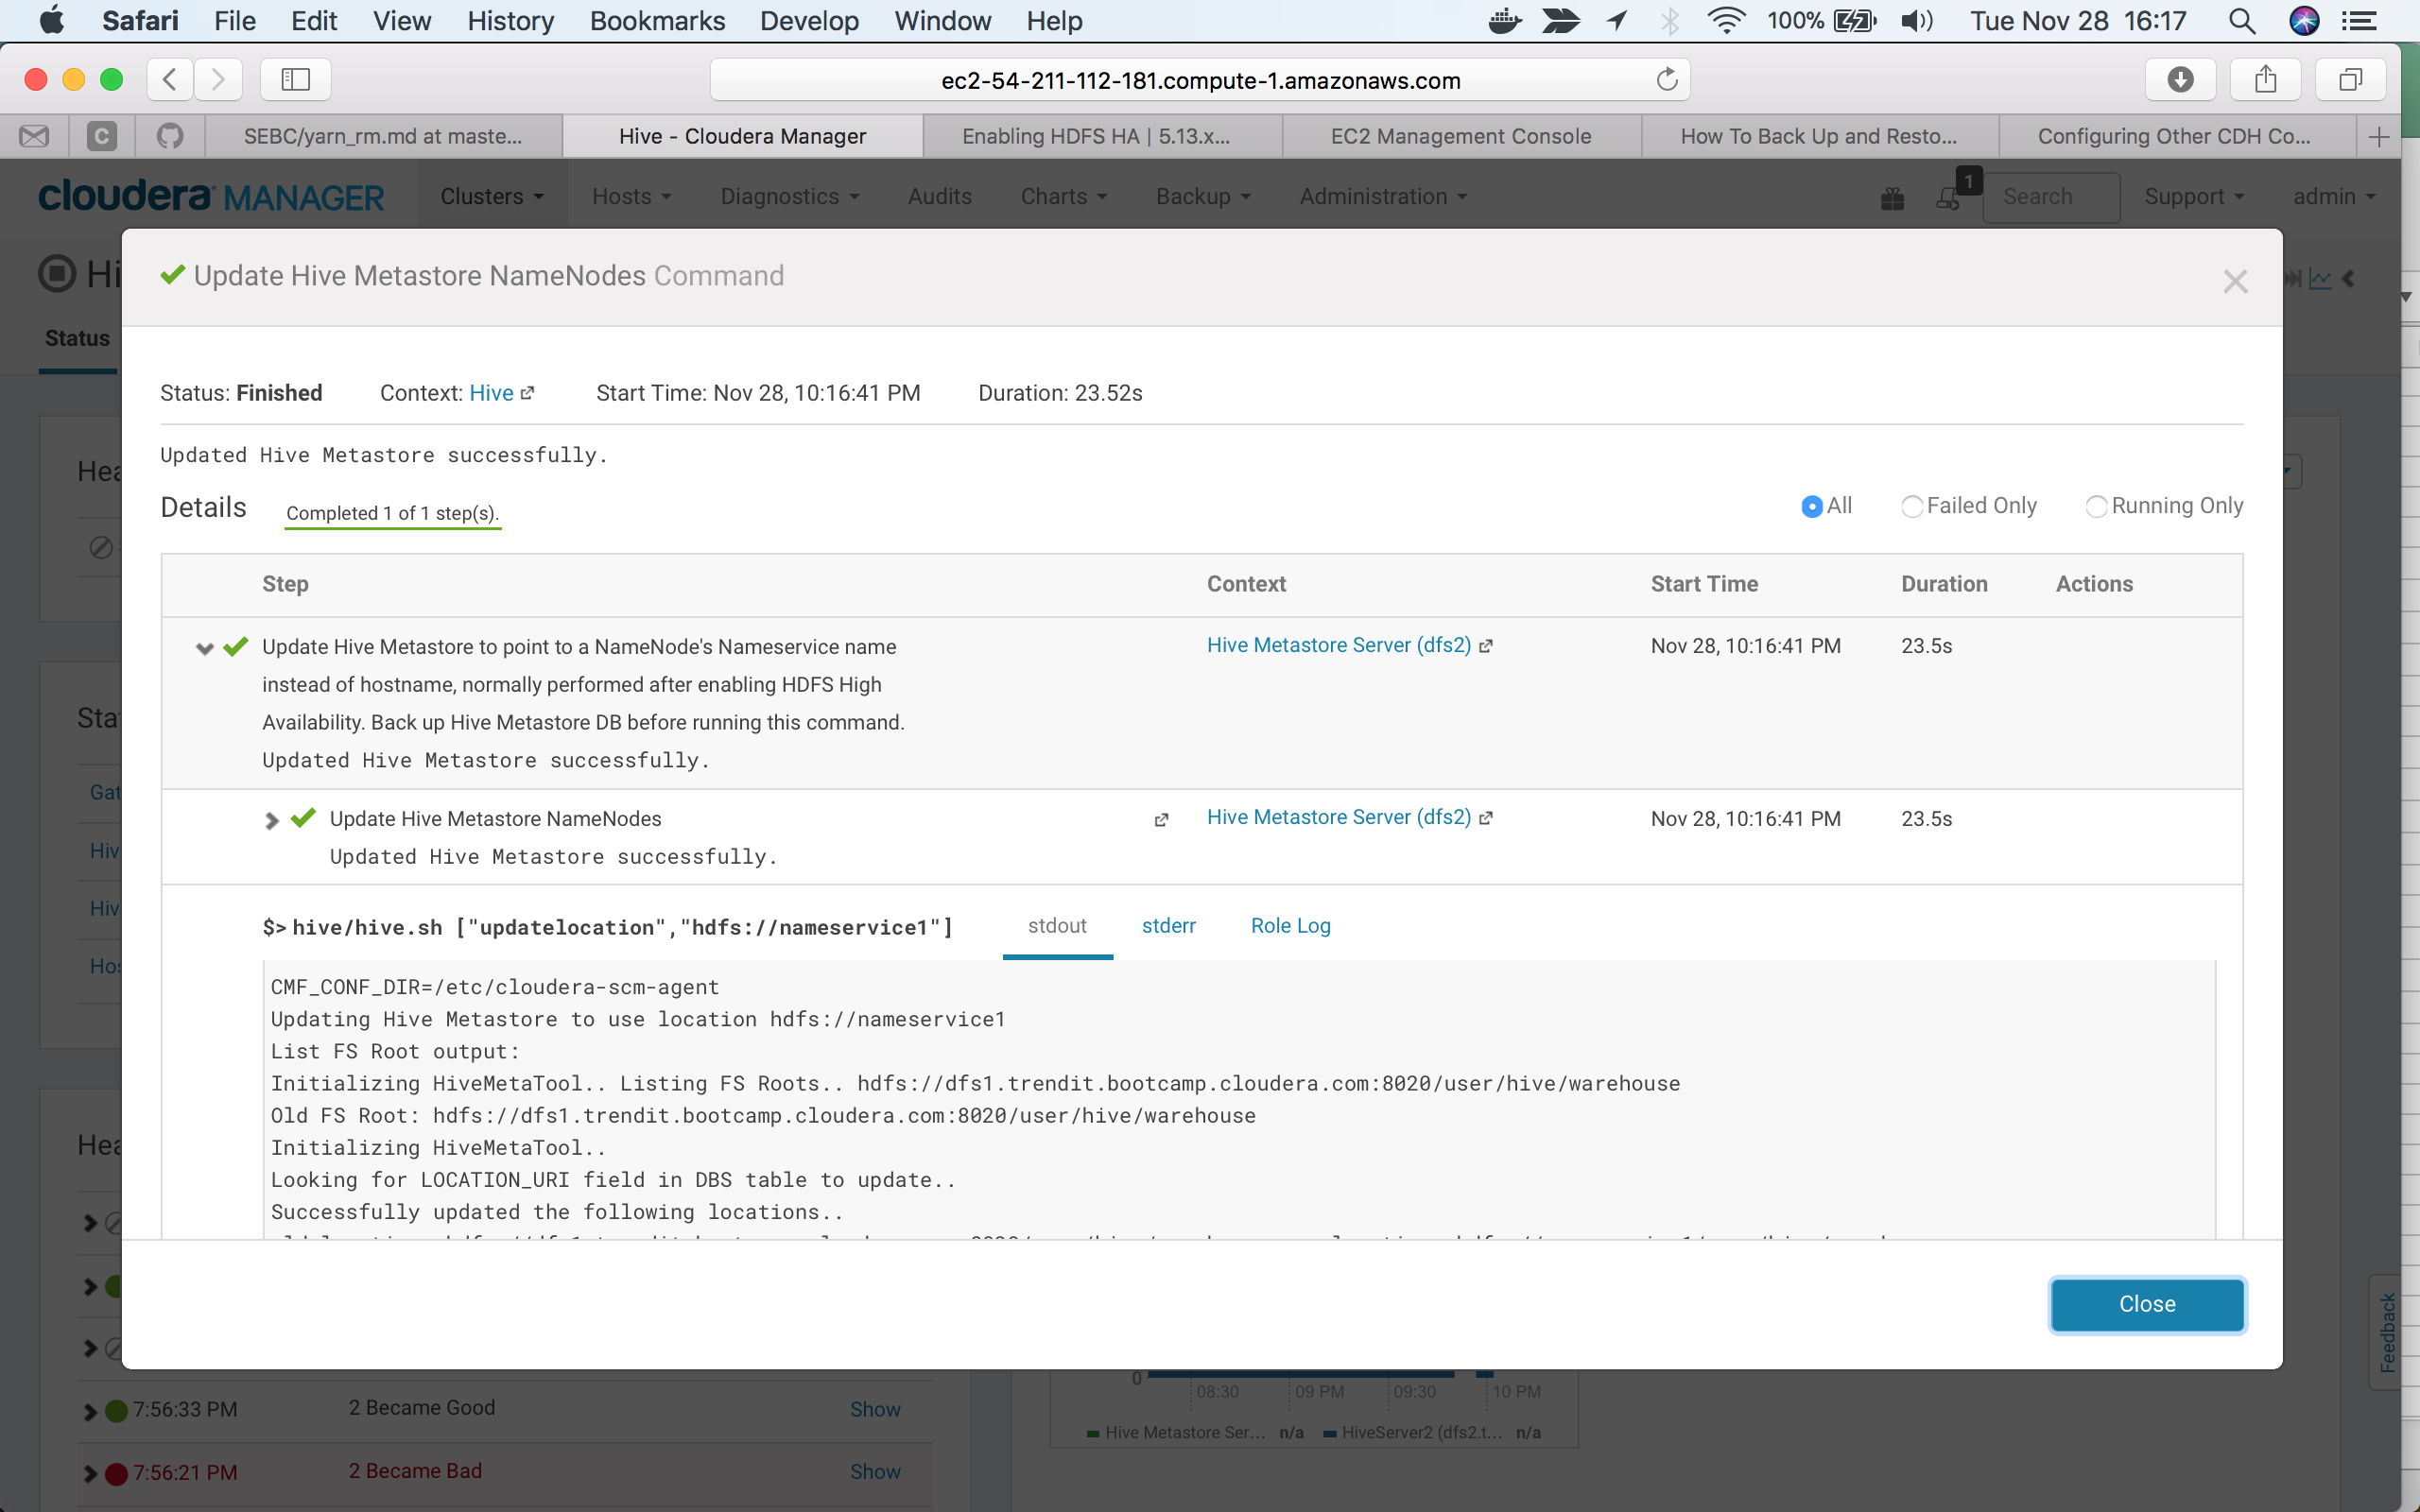 Safari File Edit View History Bookmarks Develop Window Help 100% Tue Nov 28 16:17
ec2-54-211-112-181.compute-1.amazonaws.com
C SEBC/yarn_rm.md at maste... Hive - Cloudera Manager Enabling HDFS HA | 5.13.x... EC2 Management Console How To Back Up and Resto... Configuring Other CDH Co...
cloudera MANAGER Clusters Hosts Diagnostics Audits Charts Backup Administration 1 Search Support admin
Hi
Update Hive Metastore NameNodes Command
Status
Status: Finished Context: Hive Start Time: Nov 28, 10:16:41 PM Duration: 23.52s
Updated Hive Metastore successfully.
Hea
Details Completed 1 of 1 step(s). All Failed Only Running Only
Step Context Start Time Duration Actions
Update Hive Metastore to point to a NameNode's Nameservice name Hive Metastore Server (dfs2) Nov 28, 10:16:41 PM 23.5s
instead of hostname, normally performed after enabling HDFS High
Availability. Back up Hive Metastore DB before running this command.
Updated Hive Metastore successfully.
Sta
Gat
Update Hive Metastore NameNodes Hive Metastore Server (dfs2) Nov 28, 10:16:41 PM 23.5s
Updated Hive Metastore successfully.
Hiv
Hiv
$> hive/hive.sh ["updatelocation","hdfs://nameservice1"] stdout stderr Role Log
Hos
CMF_CONF_DIR=/etc/cloudera-scm-agent
Updating Hive Metastore to use location hdfs://nameservice1
List FS Root output:
Initializing HiveMetaTool.. Listing FS Roots.. hdfs://dfs1.trendit.bootcamp.cloudera.com:8020/user/hive/warehouse
Old FS Root: hdfs://dfs1.trendit.bootcamp.cloudera.com:8020/user/hive/warehouse
Initializing HiveMetaTool..
Hea
Looking for LOCATION_URI field in DBS table to update..
Successfully updated the following locations..
Close
Feedback
7:56:33 PM 2 Became Good Show
7:56:21 PM 2 Became Bad Show
0
08:30 09 PM 09:30 10 PM
Hive Metastore Ser... n/a HiveServer2 (dfs2.t... n/a